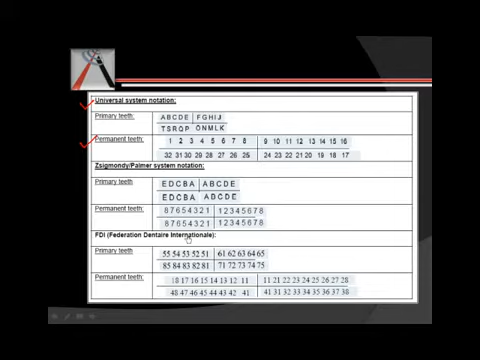 Universal system notation:
Primary teeth: A B C D E F G H I J
T S R Q P O N M L K
Permanent teeth: 1 2 3 4 5 6 7 8 9 10 11 12 13 14 15 16
32 31 30 29 28 27 26 25 24 23 22 21 20 19 18 17
Zsigmondy/Palmer system notation:
Primary teeth E D C B A A B C D E
E D C B A A B C D E
Permanent teeth: 8 7 6 5 4 3 2 1 1 2 3 4 5 6 7 8
8 7 6 5 4 3 2 1 1 2 3 4 5 6 7 8
FDI (Federation Dentaire Internationale):
Primary teeth 55 54 53 52 51 61 62 63 64 65
85 84 83 82 81 71 72 73 74 75
Permanent teeth: 18 17 16 15 14 13 12 11 11 21 22 23 24 25 26 27 28
48 47 46 45 44 43 42 41 41 31 32 33 34 35 36 37 38